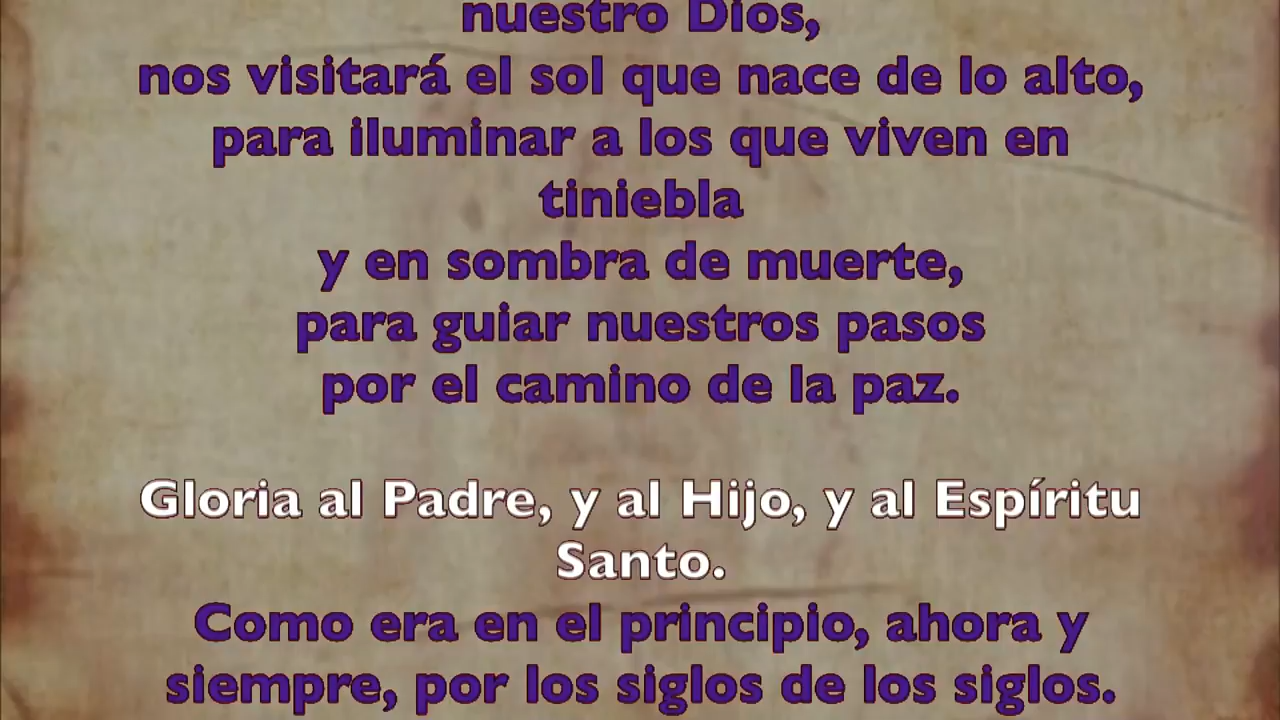 nuestro Dios,
nos visitará el sol que nace de lo alto,
para iluminar a los que viven en
tiniebla
y en sombra de muerte,
para guiar nuestros pasos
por el camino de la paz.
Gloria al Padre, y al Hijo, y al Espíritu
Santo.
Como era en el principio, ahora y
siempre, por los siglos de los siglos.